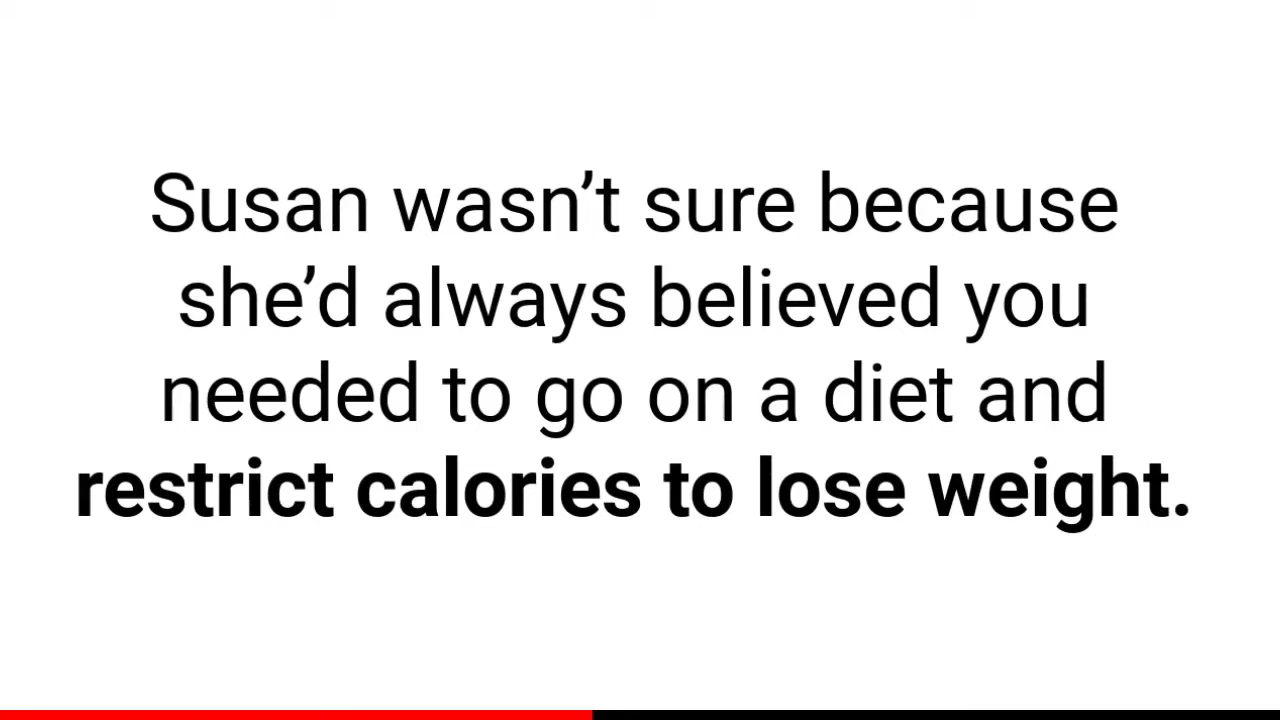 Susan wasn’t sure because
she’d always believed you
needed to go on a diet and
restrict calories to lose weight.